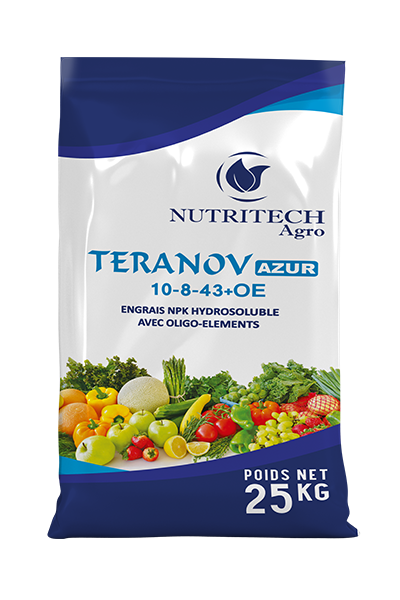 NUTRITECH
Agro
TERANOV AZUR
10-8-43+OE
ENGRAIS NPK HYDROSOLUBLE
AVEC OLIGO-ELEMENTS
POIDS NET
25KG